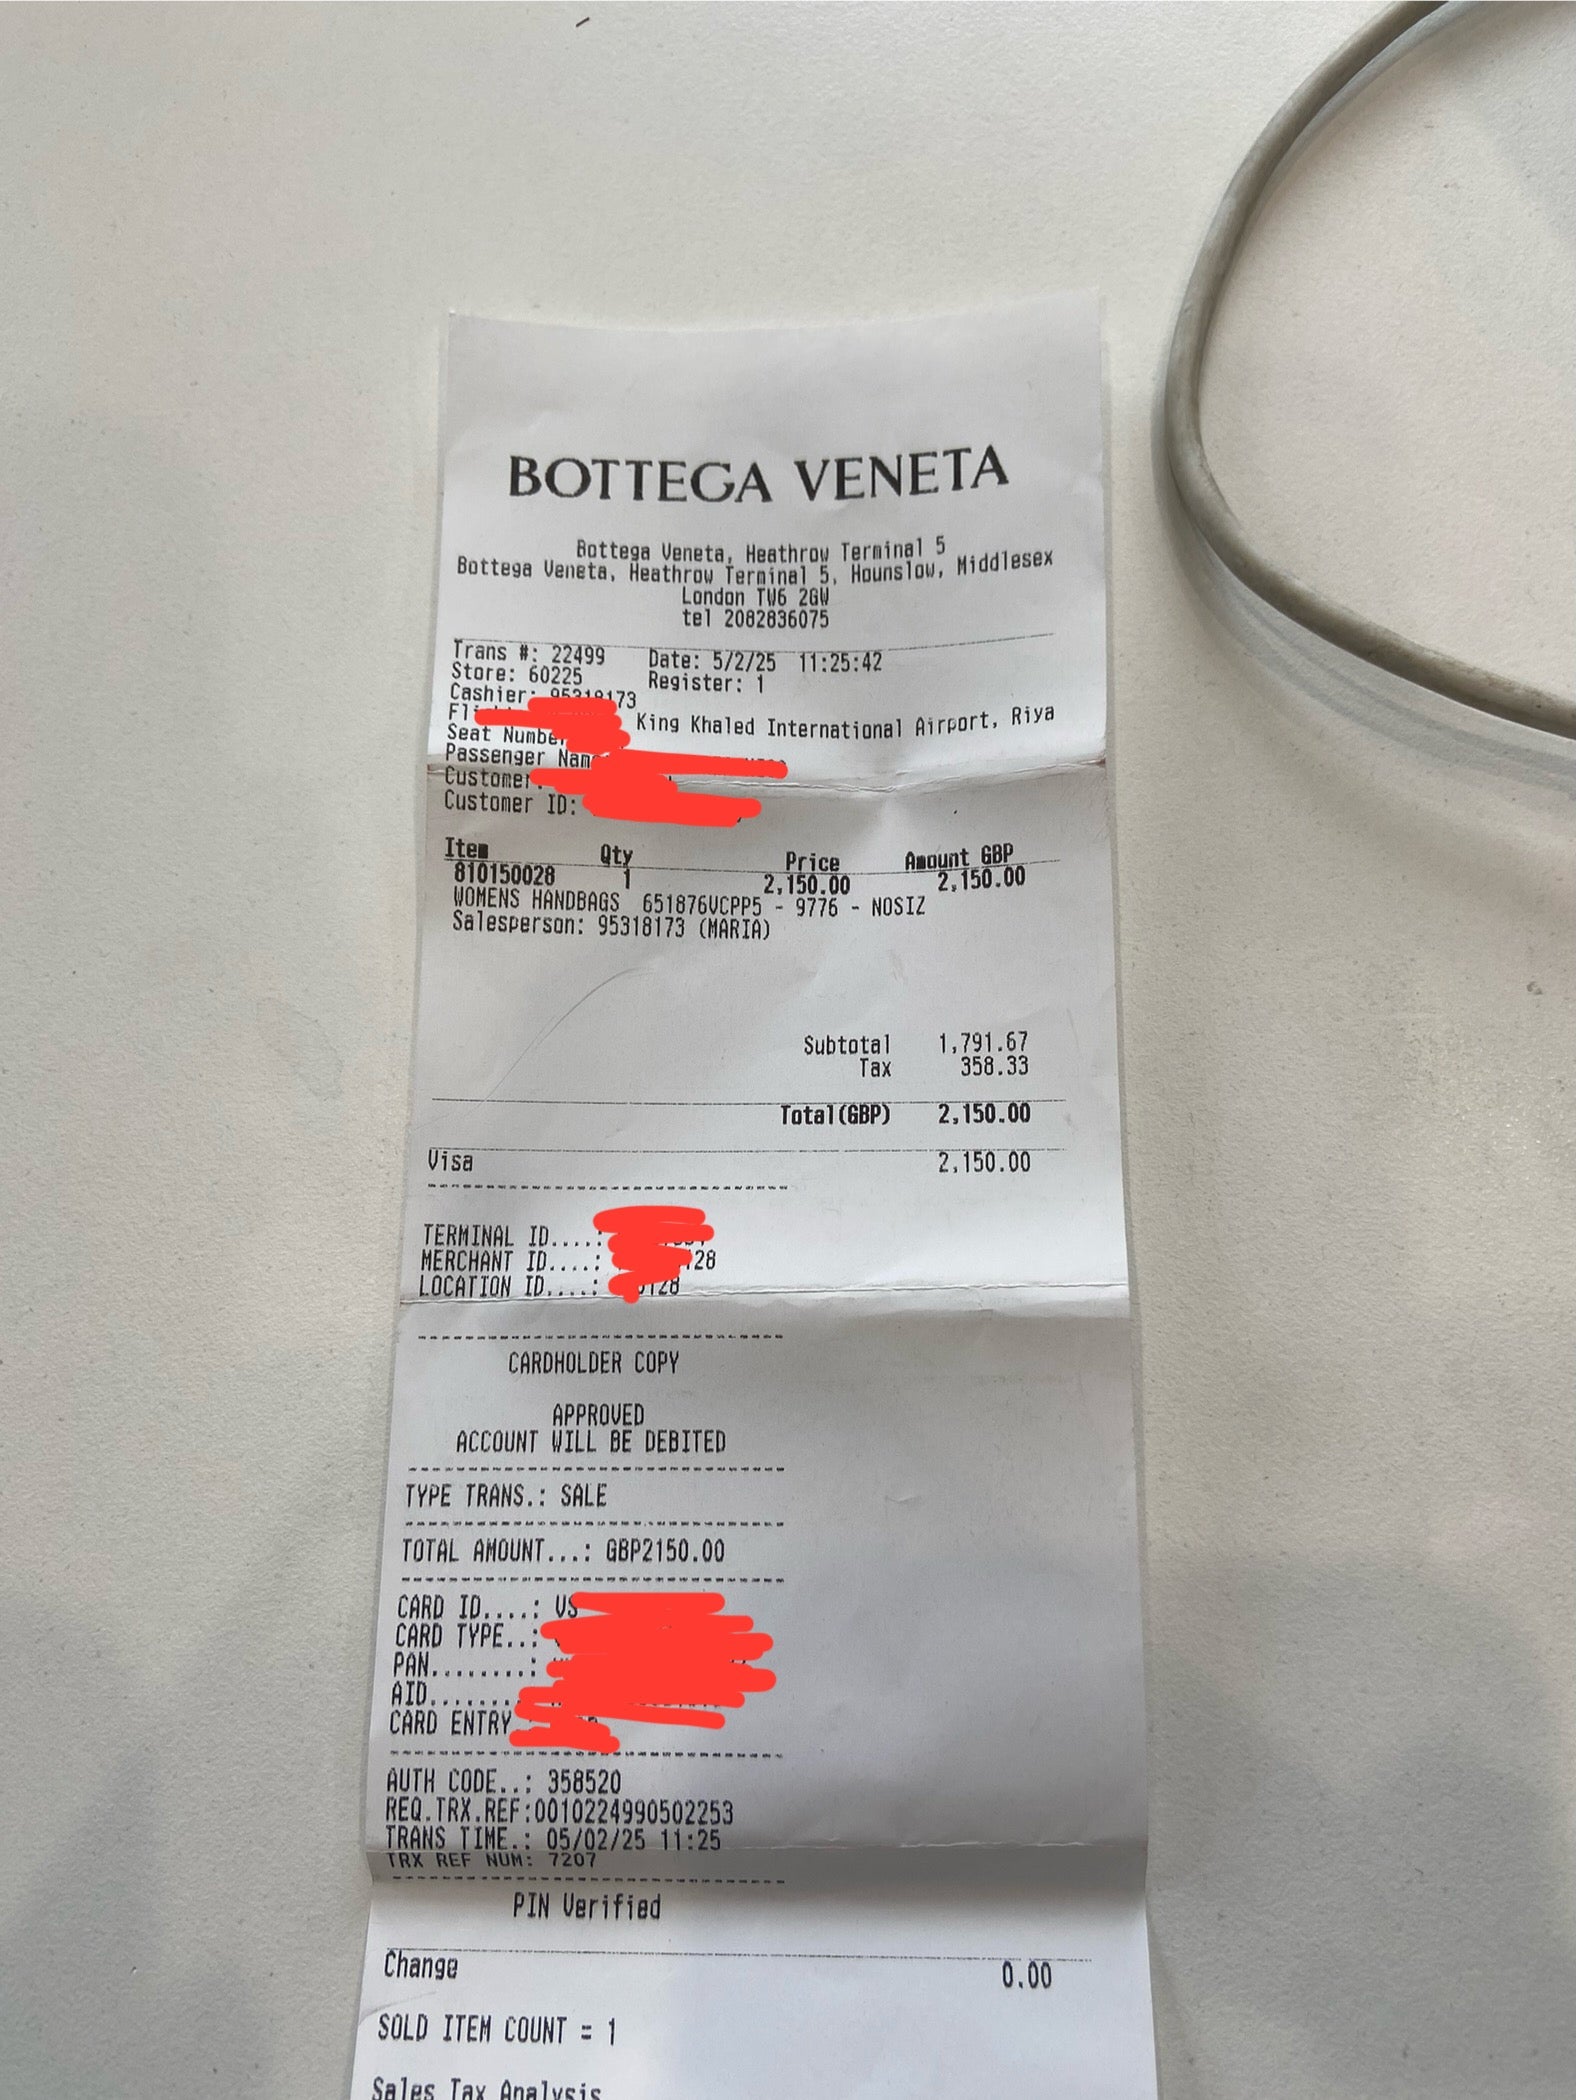 BOTTEGA VENETA
Bottega Veneta, Heathrow Terminal 5
Bottega Veneta, Heathrow Terminal 5, Hounslow, Middlesex
London TW6 2GW
tel 2082836075
Trans #: 22499 Date: 5/2/25 11:25:42
Store: 60225 Register: 1
Cashier: 95318173
King Khaled International Airport, Riya
Seat Number
Passenger Name
Customer
Customer ID:
Item Qty Price Amount GBP
810150028 1 2,150.00 2,150.00
WOMENS HANDBAGS 651876VCPP5 - 9776 - NOSIZ
Salesperson: 95318173 (MARIA)
Subtotal 1,791.67
Tax 358.33
Total(GBP) 2,150.00
Visa 2,150.00
TERMINAL ID....:
MERCHANT ID....: 128
LOCATION ID....: 128
CARDHOLDER COPY
APPROVED
ACCOUNT WILL BE DEBITED
TYPE TRANS.: SALE
TOTAL AMOUNT...: GBP2150.00
CARD ID....: VS
CARD TYPE..:
PAN.........:
AID........
CARD ENTRY
AUTH CODE..: 358520
REQ.TRX.REF:0010224990502253
TRANS TIME.: 05/02/25 11:25
TRX REF NUM: 7207
PIN Verified
Change 0.00
SOLD ITEM COUNT = 1
Sales Tax Analysis